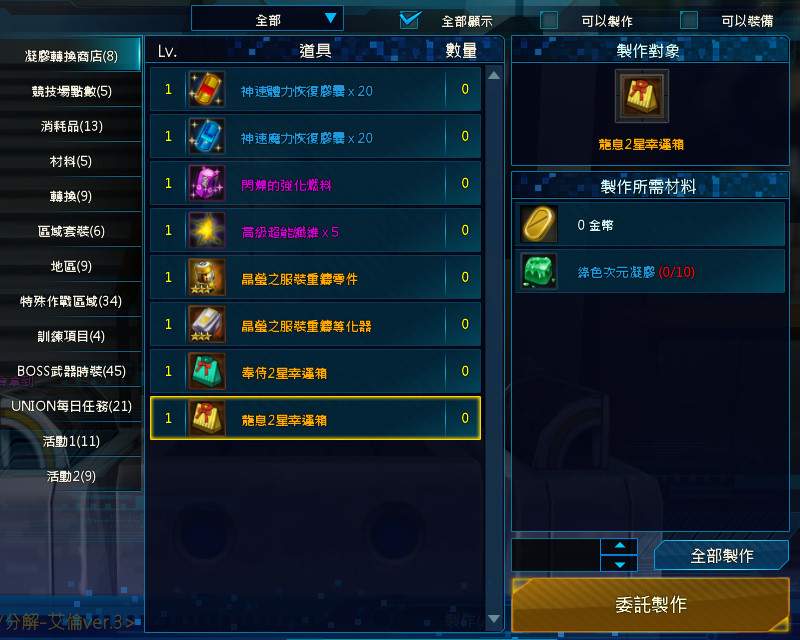 全部
全部顯示
可以製作
可以裝備
凝膠轉換商店(8)
競技場點數(5)
消耗品(13)
材料(5)
轉換(9)
區域套裝(6)
地區(9)
特殊作戰區域(34)
訓練項目(4)
BOSS武器時裝(45)
UNION每日任務(21)
活動1(11)
活動2(9)
/分解-艾倫ver.3>
Lv. 道具 數量
1 神速體力恢復膠囊 x 20 0
1 神速魔力恢復膠囊 x 20 0
1 閃爍的強化燃料 0
1 高級超能纖維 x 5 0
1 晶瑩之服裝重鑄零件 0
1 晶瑩之服裝重鑄等化器 0
1 奉侍2星幸運箱 0
1 龍息2星幸運箱 0
製作對象
龍息2星幸運箱
製作所需材料
0 金幣
綠色次元凝膠 (0/10)
全部製作
委託製作